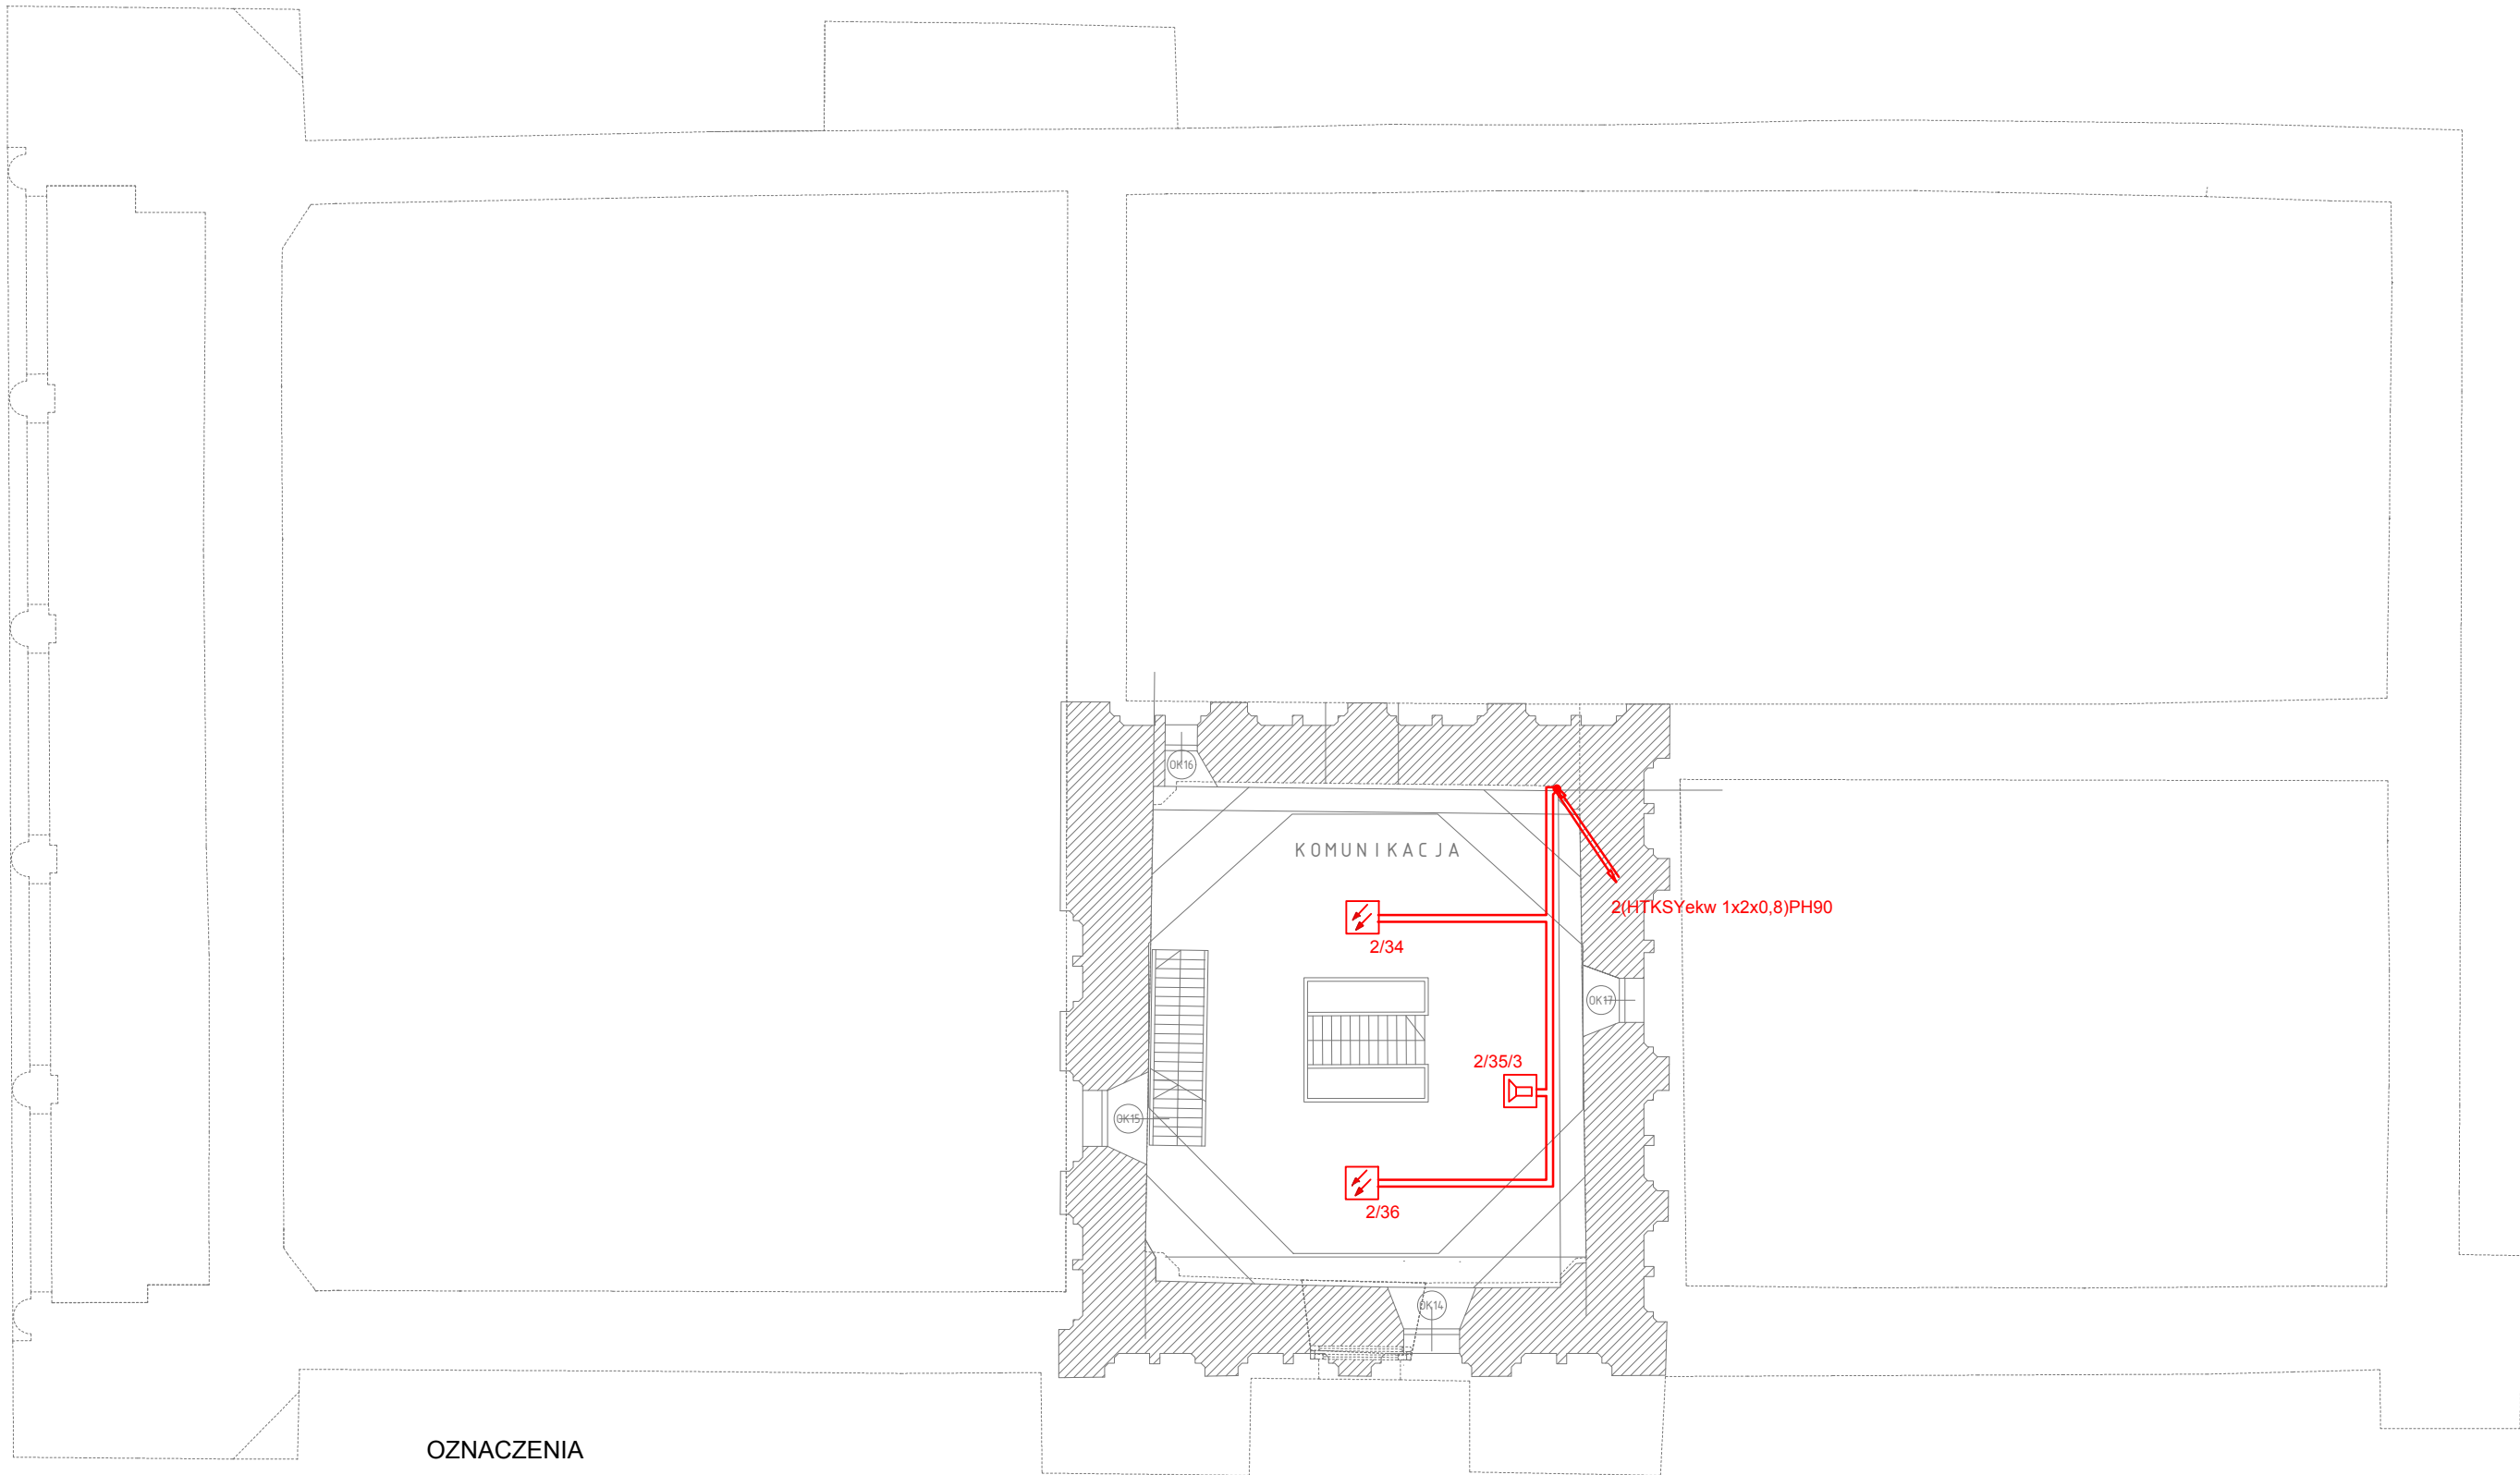 OK16
KOMUNIKACJA
2(HTKSYekw 1x2x0,8)PH90
2/34
OK17
2/35/3
OK15
2/36
OK14
OZNACZENIA